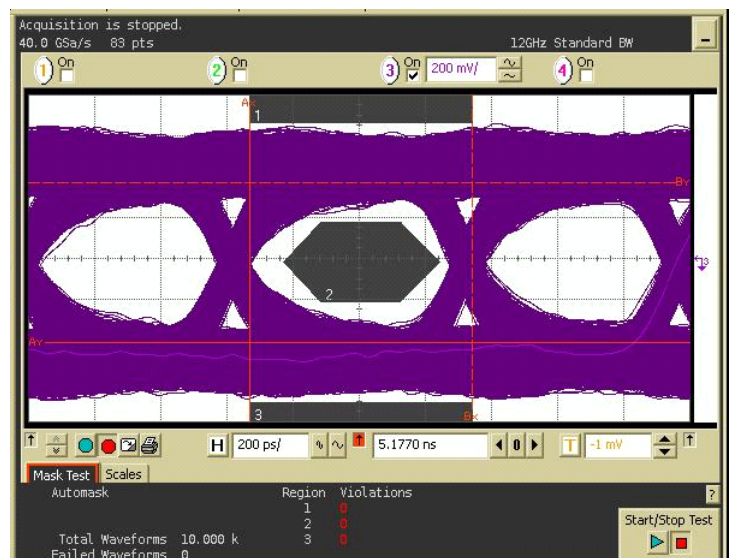 Acquisition is stopped.
40.0 GSa/s 83 pts 12GHz Standard BW
1 On 2 On 3 On 200 mV/ 4 On
Ax
1
By
3
2
Ay
3 Bx
H 200 ps/ 5.1770 ns 0 T -1 mV
Mask Test Scales
Automask Region Violations ?
1 0
2 0
Start/Stop Test
Total Waveforms 10.000 k 3 0
Failed Waveforms 0